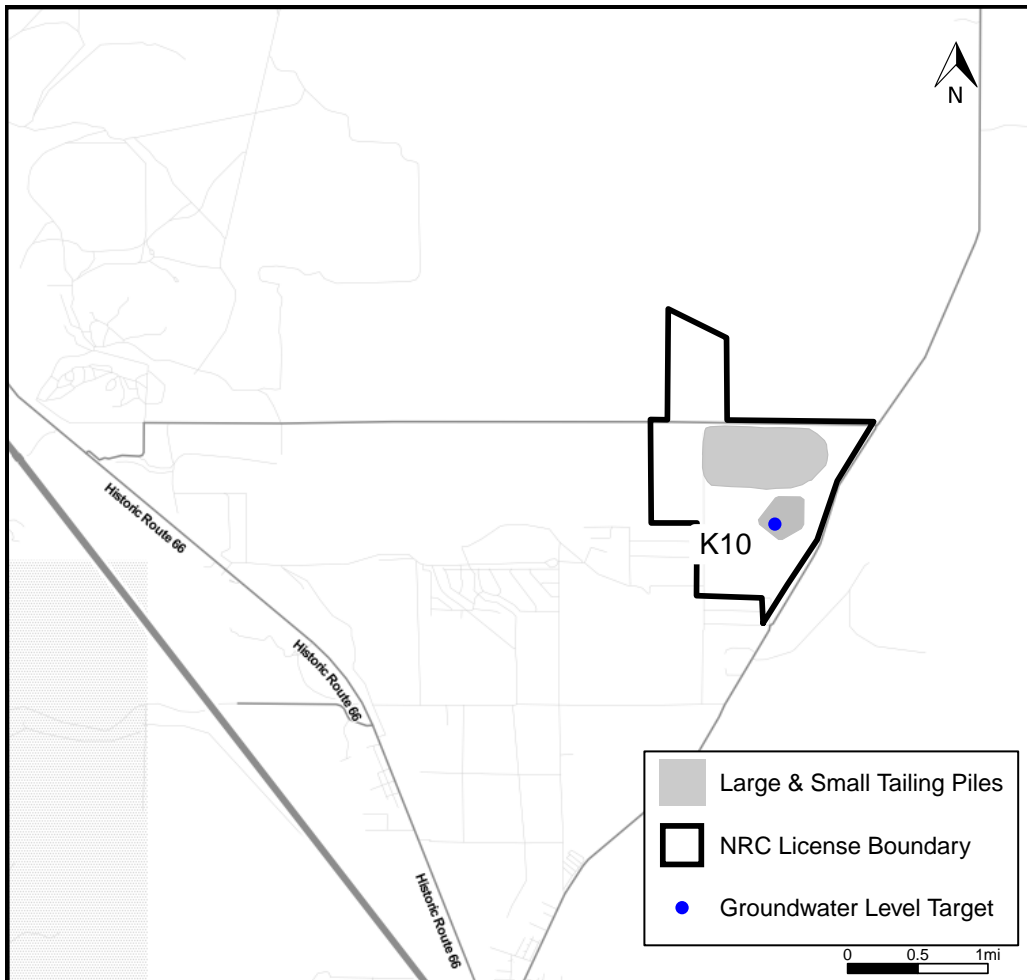 N
K10
Historic Route 66
Historic Route 66
Historic Route 66
Large & Small Tailing Piles
NRC License Boundary
Groundwater Level Target
0 0.5 1mi